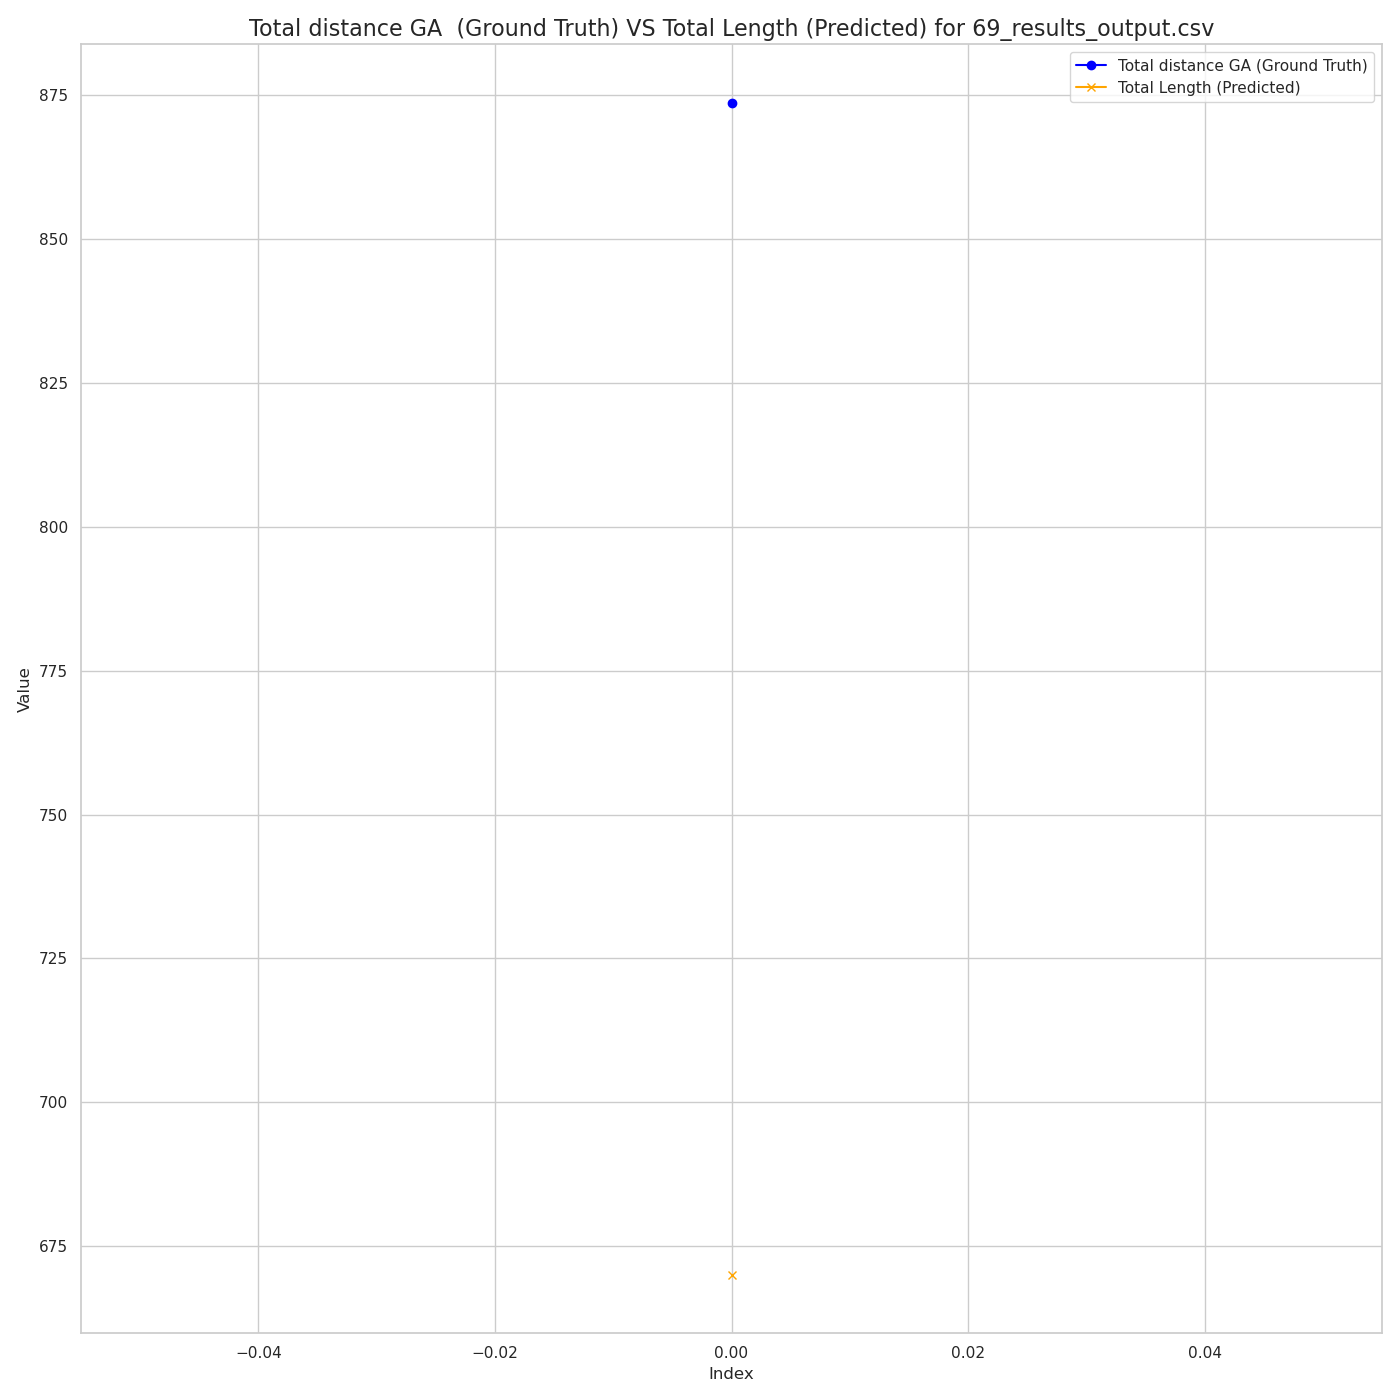 Total distance GA  (Ground Truth) VS Total Length (Predicted) for 69_results_output.csv
Total distance GA (Ground Truth)
Total Length (Predicted)
875
850
825
800
775
750
725
700
675
Value
−0.04
−0.02
0.00
0.02
0.04
Index